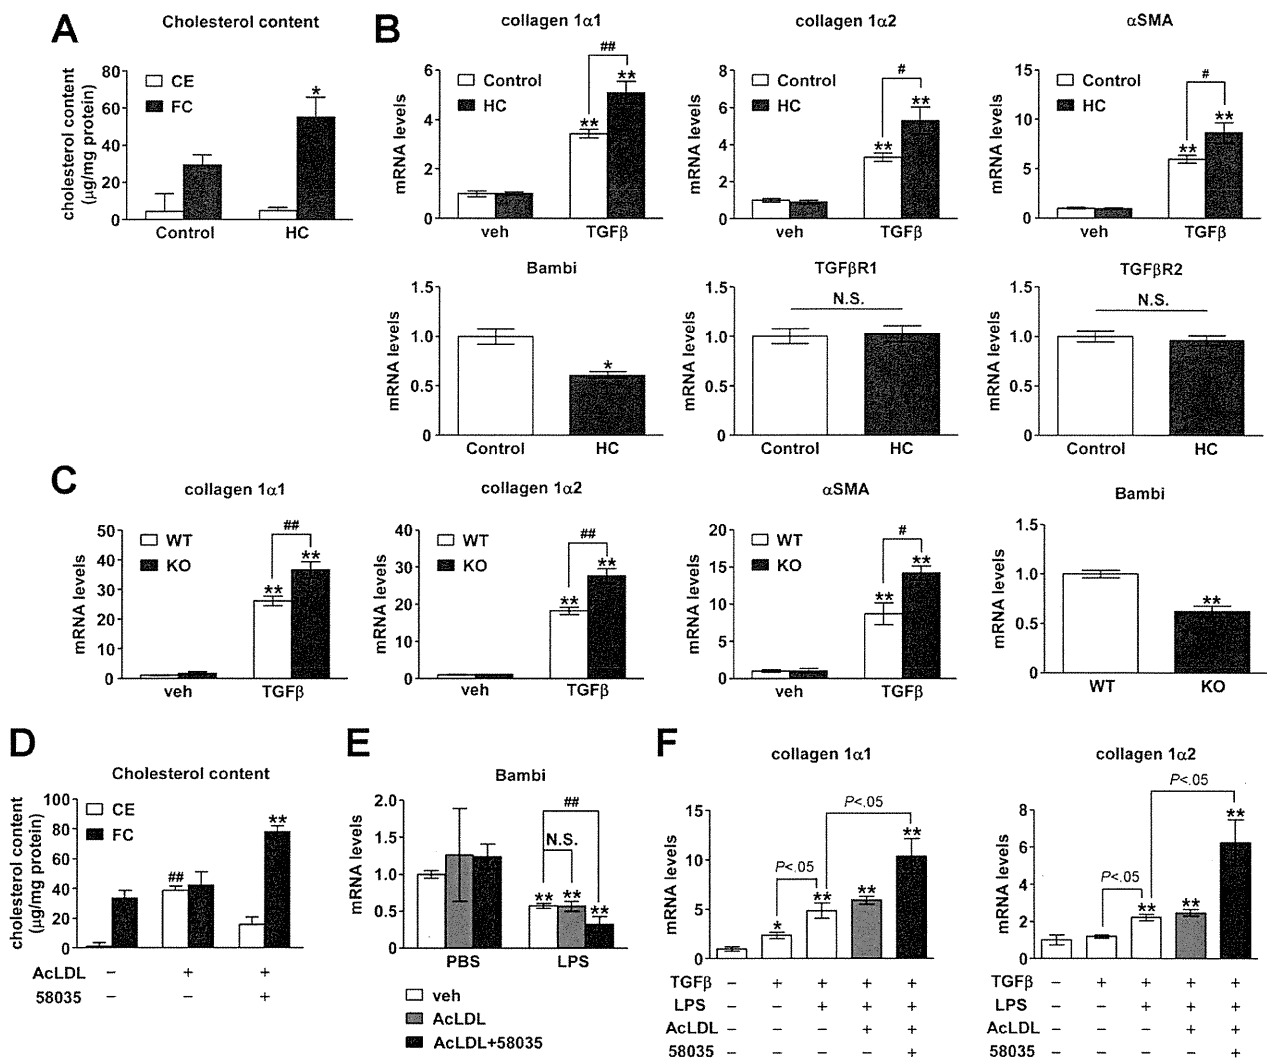 A
Cholesterol content
cholesterol content
(µg/mg protein)
80
60
40
20
0
CE
FC
*
Control
HC
B
collagen 1α1
mRNA levels
6
4
2
0
Control
HC
##
**
**
veh
TGFβ
collagen 1α2
mRNA levels
8
6
4
2
0
Control
HC
#
**
**
veh
TGFβ
αSMA
mRNA levels
15
10
5
0
Control
HC
#
**
**
veh
TGFβ
Bambi
mRNA levels
1.5
1.0
0.5
0
*
Control
HC
TGFβR1
mRNA levels
1.5
1.0
0.5
0
N.S.
Control
HC
TGFβR2
mRNA levels
1.5
1.0
0.5
0
N.S.
Control
HC
C
collagen 1α1
mRNA levels
50
40
30
20
10
0
WT
KO
##
**
**
veh
TGFβ
collagen 1α2
mRNA levels
40
30
20
10
0
WT
KO
##
**
**
veh
TGFβ
αSMA
mRNA levels
20
15
10
5
0
WT
KO
#
**
**
veh
TGFβ
Bambi
mRNA levels
1.5
1.0
0.5
0
**
WT
KO
D
Cholesterol content
cholesterol content
(µg/mg protein)
100
80
60
40
20
0
CE
FC
##
**
AcLDL − + +
58035 − − +
E
Bambi
mRNA levels
2.0
1.5
1.0
0.5
0
##
N.S.
**
**
**
PBS
LPS
veh
AcLDL
AcLDL+58035
F
collagen 1α1
mRNA levels
15
10
5
0
P<.05
P<.05
*
**
**
**
TGFβ − + + + +
LPS − − + + +
AcLDL − − − + +
58035 − − − − +
collagen 1α2
mRNA levels
8
6
4
2
0
P<.05
P<.05
**
**
**
TGFβ − + + + +
LPS − − + + +
AcLDL − − − + +
58035 − − − − +